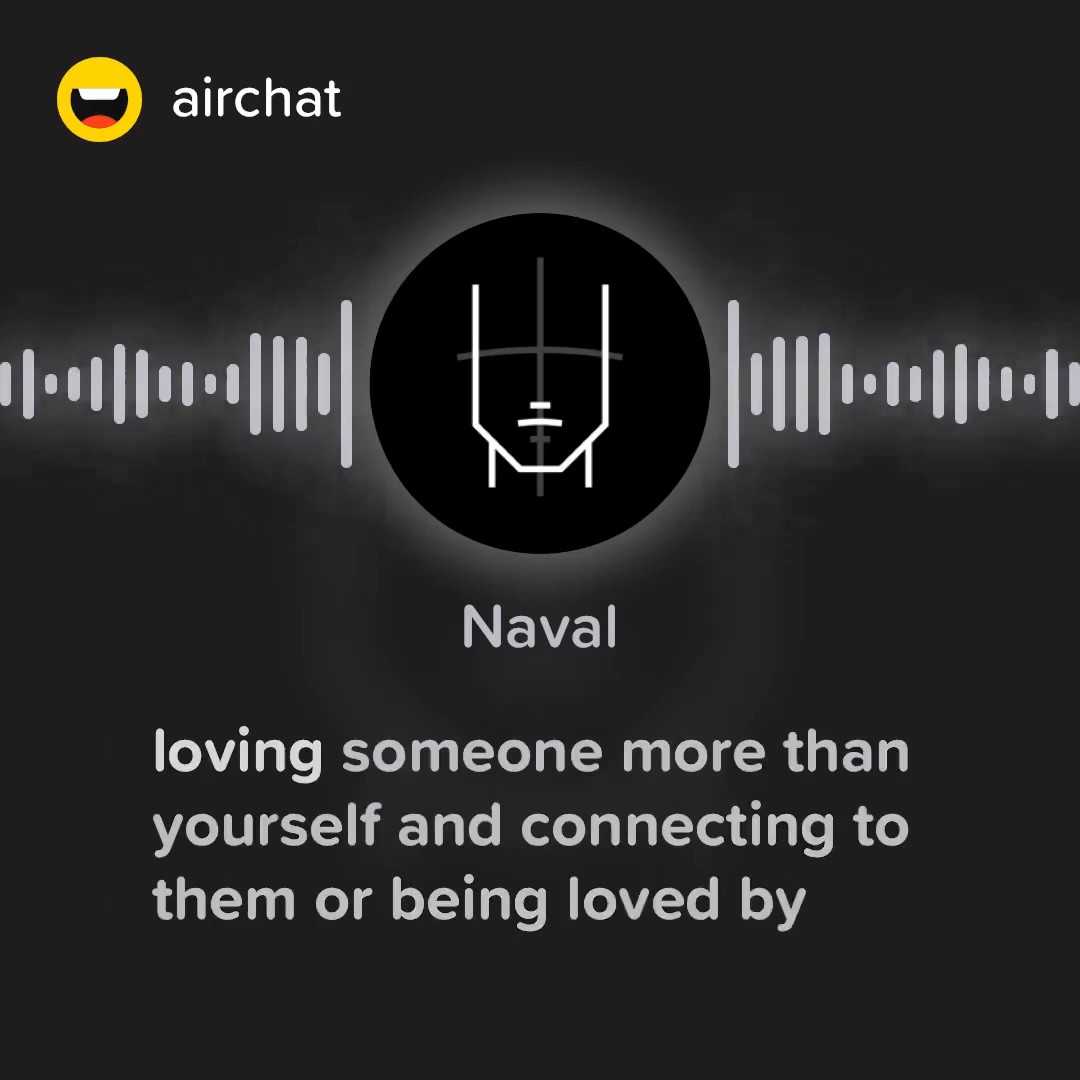 airchat
Naval
loving someone more than
yourself and connecting to
them or being loved by